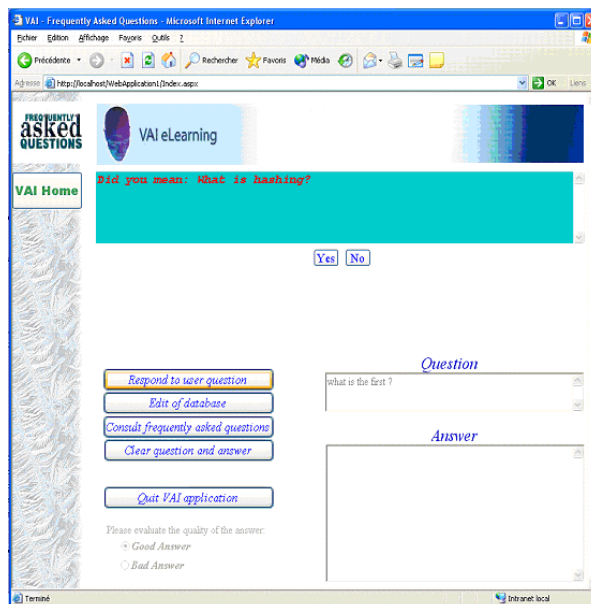 VAI - Frequently Asked Questions - Microsoft Internet Explorer
Fichier Edition Affichage Favoris Outils ?
Précédente Rechercher Favoris Média
Adresse http://localhost/WebApplication1/Index.aspx OK Liens
FREQUENTLY
asked
QUESTIONS
VAI eLearning
VAI Home
Did you mean: What is hashing?
Yes No
Respond to user question
Edit of database
Consult frequently asked questions
Clear question and answer
Quit VAI application
Please evaluate the quality of the answer:
Good Answer
Bad Answer
Question
what is the first ?
Answer
Terminé Intranet local